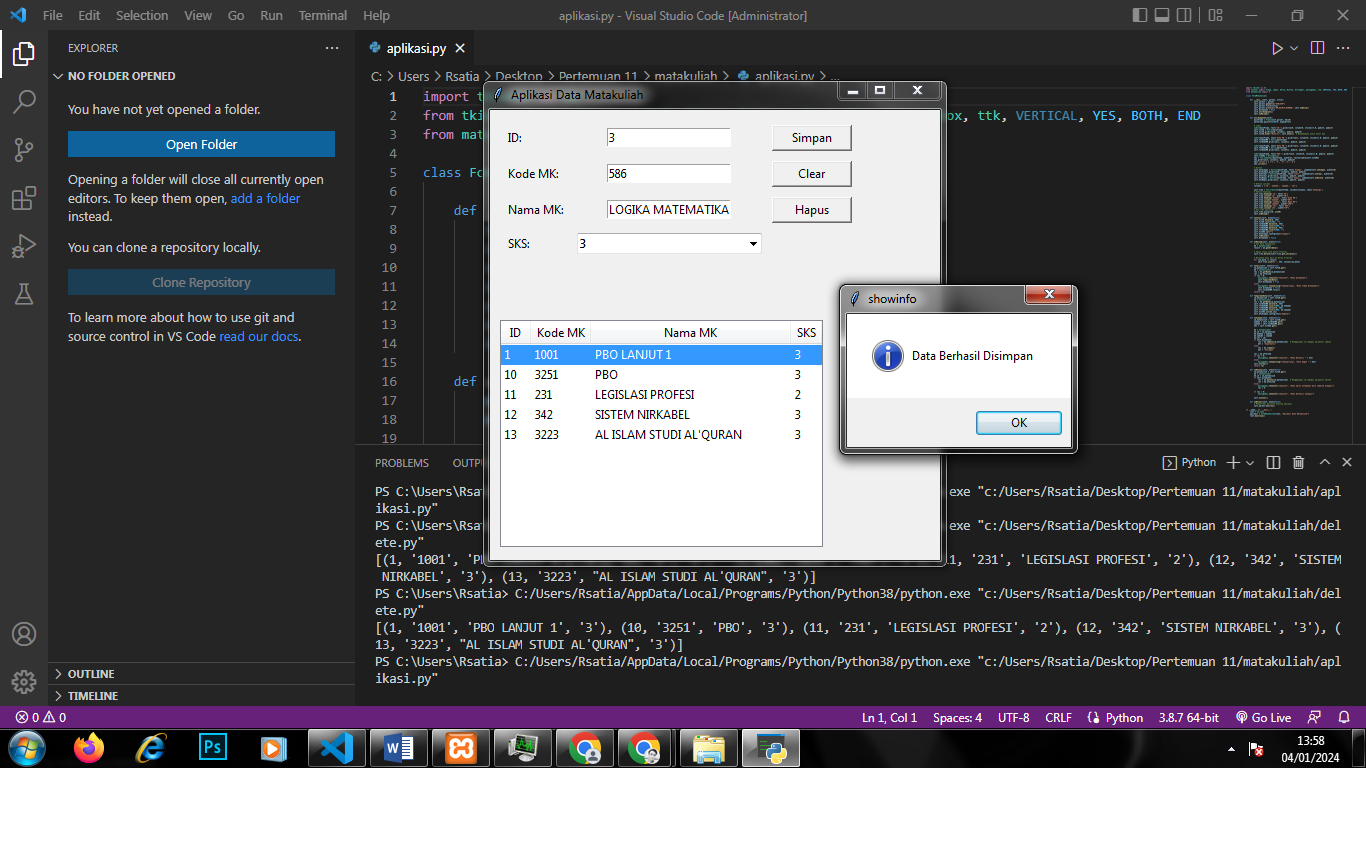 File Edit Selection View Go Run Terminal Help
aplikasi.py - Visual Studio Code [Administrator]
EXPLORER
NO FOLDER OPENED
You have not yet opened a folder.
Open Folder
Opening a folder will close all currently open
editors. To keep them open, add a folder
instead.
You can clone a repository locally.
Clone Repository
To learn more about how to use git and
source control in VS Code read our docs.
OUTLINE
TIMELINE
aplikasi.py
C: > Users > Rsatia > Desktop > Pertemuan 11 > matakuliah > aplikasi.py > ...
1 import t
2 from tki ox, ttk, VERTICAL, YES, BOTH, END
3 from mat
4
5 class Fo
6
7 def
8
9
10
11
12
13
14
15
16 def
17
18
19
Aplikasi Data Matakuliah
ID: 3 Simpan
Kode MK: 586 Clear
Nama MK: LOGIKA MATEMATIKA Hapus
SKS: 3
ID Kode MK Nama MK SKS
1 1001 PBO LANJUT 1 3
10 3251 PBO 3
11 231 LEGISLASI PROFESI 2
12 342 SISTEM NIRKABEL 3
13 3223 AL ISLAM STUDI AL'QURAN 3
showinfo
Data Berhasil Disimpan
OK
PROBLEMS OUTPU
Python
PS C:\Users\Rsat exe "c:/Users/Rsatia/Desktop/Pertemuan 11/matakuliah/apl
ikasi.py"
PS C:\Users\Rsat exe "c:/Users/Rsatia/Desktop/Pertemuan 11/matakuliah/del
ete.py"
[(1, '1001', 'P 11, '231', 'LEGISLASI PROFESI', '2'), (12, '342', 'SISTEM
NIRKABEL', '3'), (13, '3223', "AL ISLAM STUDI AL'QURAN", '3')]
PS C:\Users\Rsatia> C:/Users/Rsatia/AppData/Local/Programs/Python/Python38/python.exe "c:/Users/Rsatia/Desktop/Pertemuan 11/matakuliah/del
ete.py"
[(1, '1001', 'PBO LANJUT 1', '3'), (10, '3251', 'PBO', '3'), (11, '231', 'LEGISLASI PROFESI', '2'), (12, '342', 'SISTEM NIRKABEL', '3'), (
13, '3223', "AL ISLAM STUDI AL'QURAN", '3')]
PS C:\Users\Rsatia> C:/Users/Rsatia/AppData/Local/Programs/Python/Python38/python.exe "c:/Users/Rsatia/Desktop/Pertemuan 11/matakuliah/apl
ikasi.py"
0 0
Ln 1, Col 1 Spaces: 4 UTF-8 CRLF Python 3.8.7 64-bit Go Live
Ps
13:58
04/01/2024